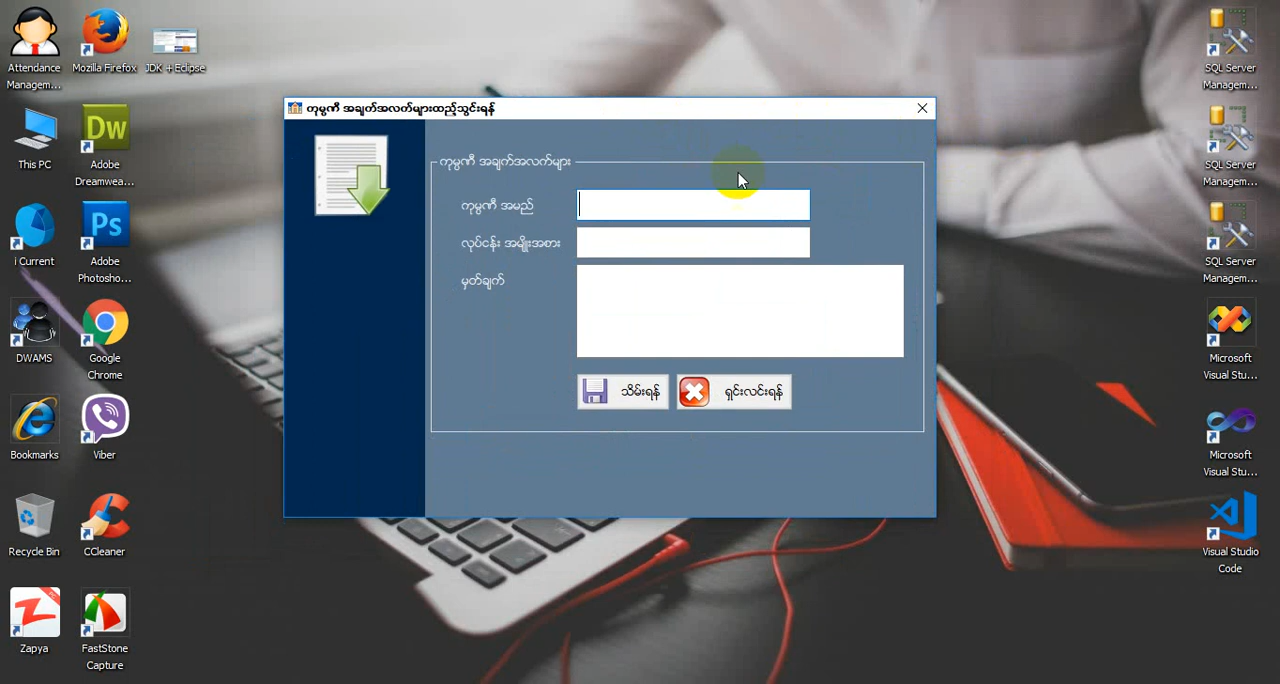 Attendance
Managem...
Mozilla Firefox
JDK + Eclipse
This PC
Dw
Adobe
Dreamwea...
i Current
Ps
Adobe
Photosho...
DWAMS
Google
Chrome
Bookmarks
Viber
Recycle Bin
CCleaner
Zapya
FastStone
Capture
ကုမ္ပဏီ အချက်အလက်များထည့်သွင်းရန်
ကုမ္ပဏီ အချက်အလက်များ
ကုမ္ပဏီ အမည်
လုပ်ငန်း အမျိုးအစား
မှတ်ချက်
သိမ်းရန်
ရှင်းလင်းရန်
SQL Server
Managem...
SQL Server
Managem...
SQL Server
Managem...
Microsoft
Visual Stu...
Microsoft
Visual Stu...
Visual Studio
Code